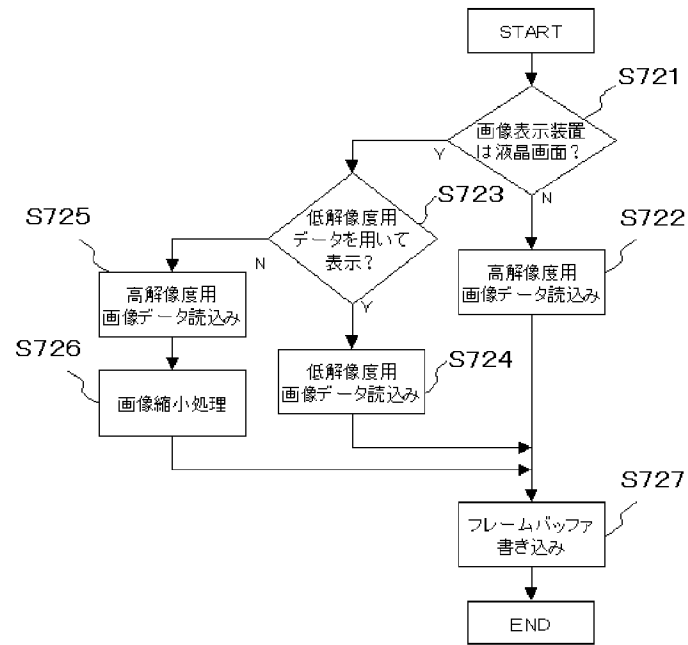 START
S721
画像表示装置
は液晶画面?
Y
N
S723
低解像度用
データを用いて
表示?
N
Y
S725
高解像度用
画像データ読込み
S722
高解像度用
画像データ読込み
S726
画像縮小処理
S724
低解像度用
画像データ読込み
S727
フレームバッファ
書き込み
END